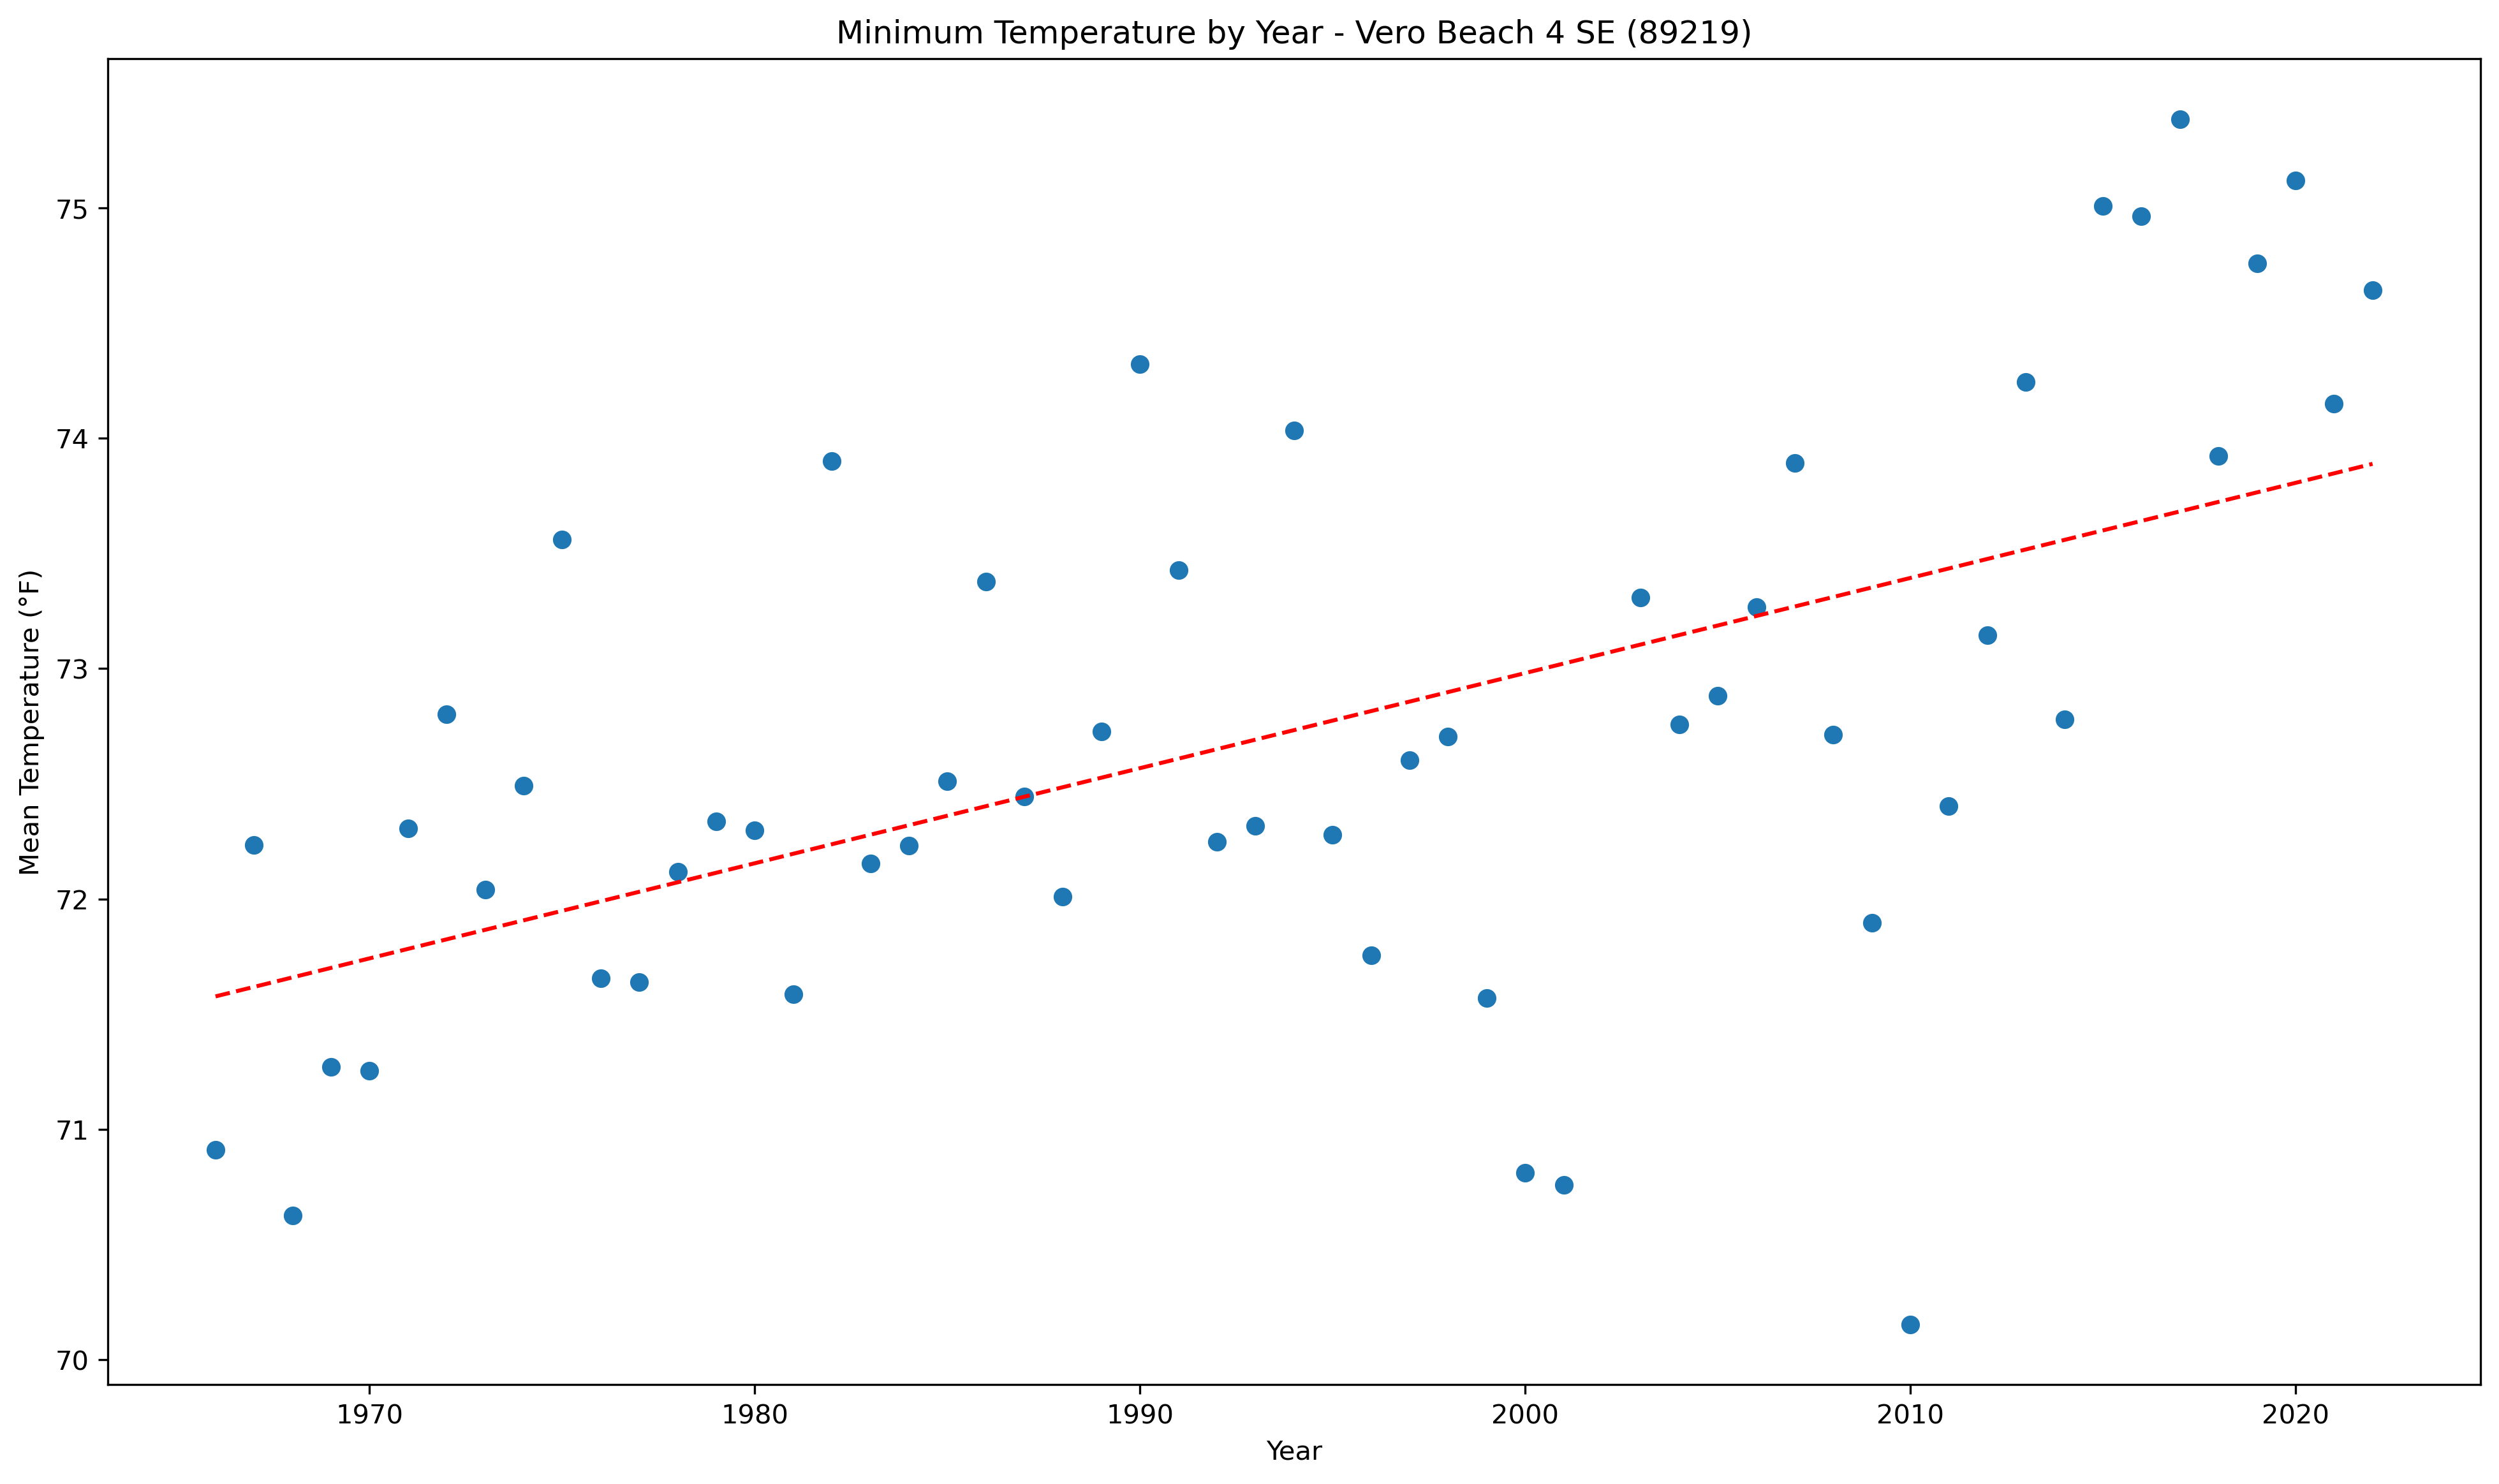 Minimum Temperature by Year - Vero Beach 4 SE (89219)
Mean Temperature (°F)
75
74
73
72
71
70
1970 1980 1990 2000 2010 2020
Year